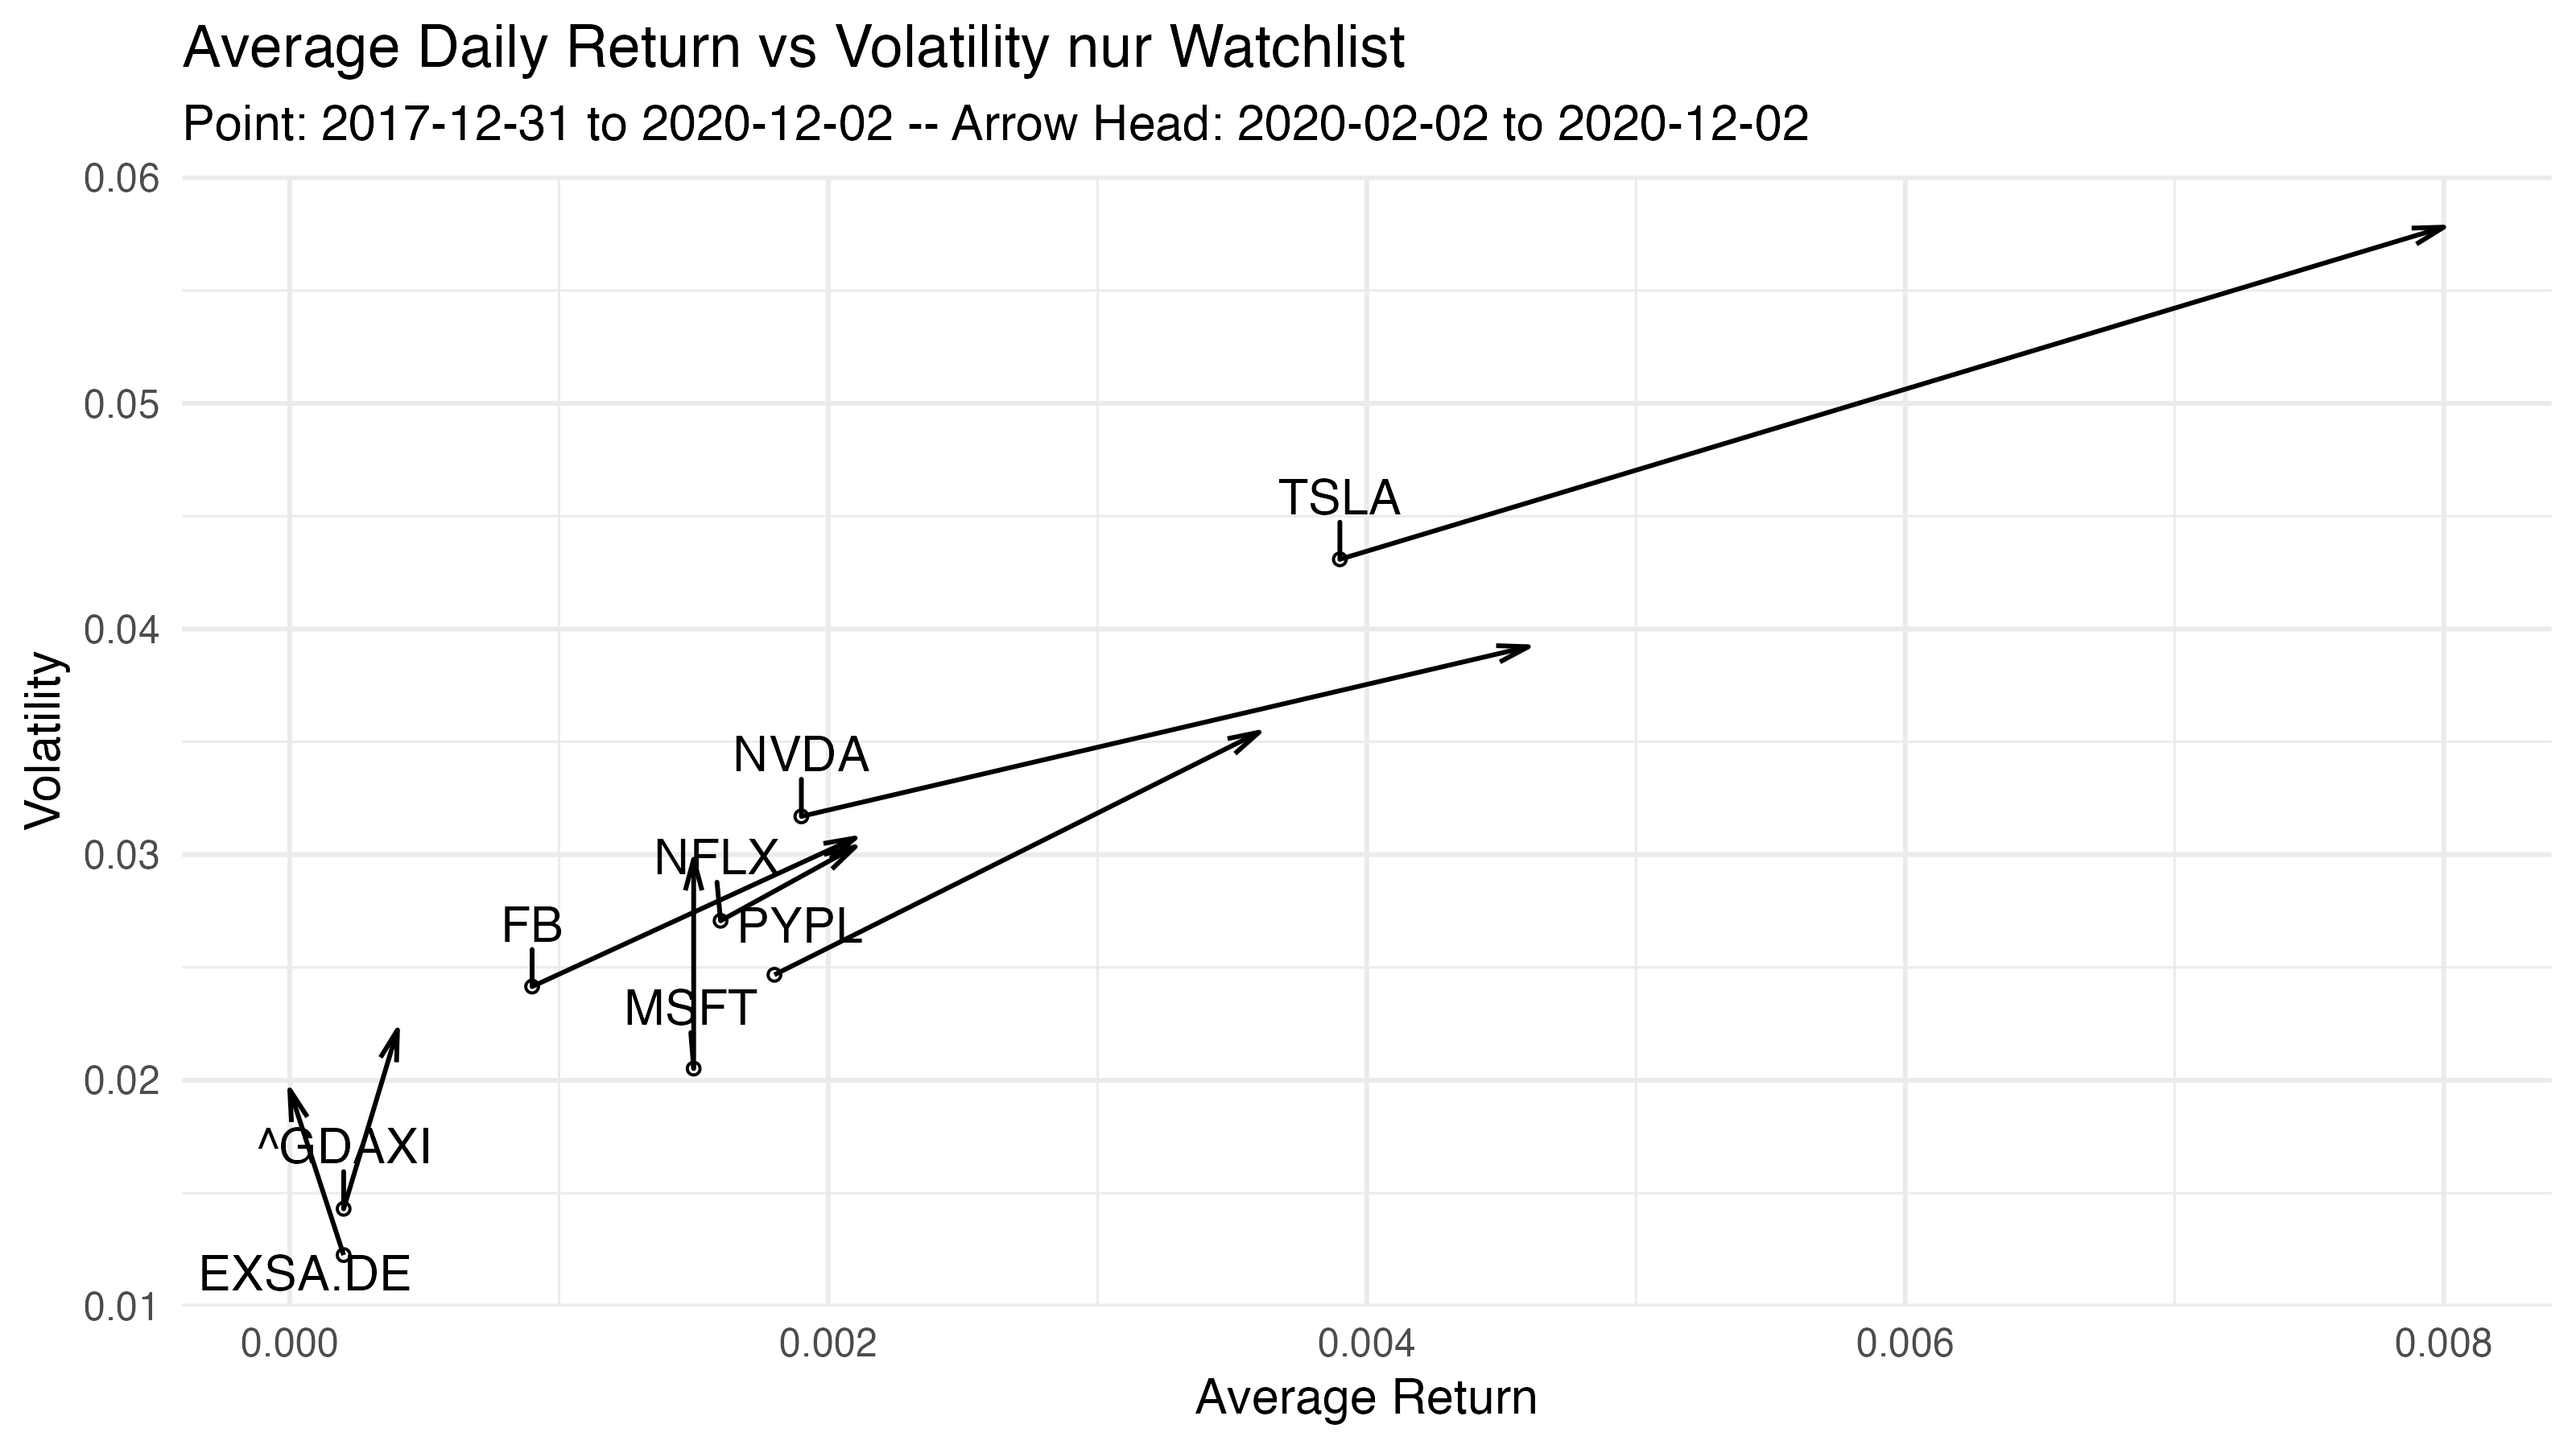 Average Daily Return vs Volatility nur Watchlist
Point: 2017-12-31 to 2020-12-02 -- Arrow Head: 2020-02-02 to 2020-12-02
Volatility
0.06
0.05
0.04
0.03
0.02
0.01
TSLA
NVDA
NFLX
FB
PYPL
MSFT
^GDAXI
EXSA.DE
0.000
0.002
0.004
0.006
0.008
Average Return